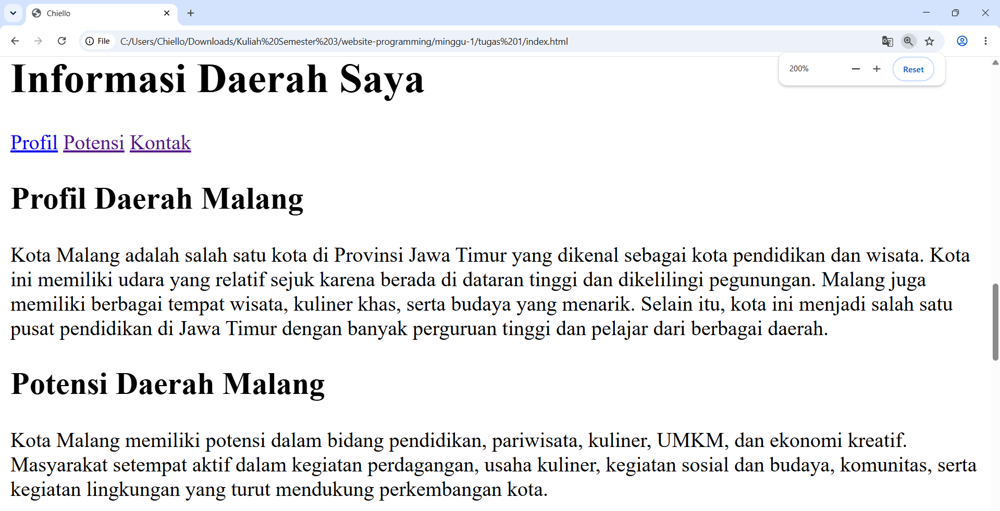 Chiello
File
C:/Users/Chiello/Downloads/Kuliah%20Semester%203/website-programming/minggu-1/tugas%201/index.html
200%
Reset
Informasi Daerah Saya
Profil Potensi Kontak
Profil Daerah Malang
Kota Malang adalah salah satu kota di Provinsi Jawa Timur yang dikenal sebagai kota pendidikan dan wisata. Kota
ini memiliki udara yang relatif sejuk karena berada di dataran tinggi dan dikelilingi pegunungan. Malang juga
memiliki berbagai tempat wisata, kuliner khas, serta budaya yang menarik. Selain itu, kota ini menjadi salah satu
pusat pendidikan di Jawa Timur dengan banyak perguruan tinggi dan pelajar dari berbagai daerah.
Potensi Daerah Malang
Kota Malang memiliki potensi dalam bidang pendidikan, pariwisata, kuliner, UMKM, dan ekonomi kreatif.
Masyarakat setempat aktif dalam kegiatan perdagangan, usaha kuliner, kegiatan sosial dan budaya, komunitas, serta
kegiatan lingkungan yang turut mendukung perkembangan kota.